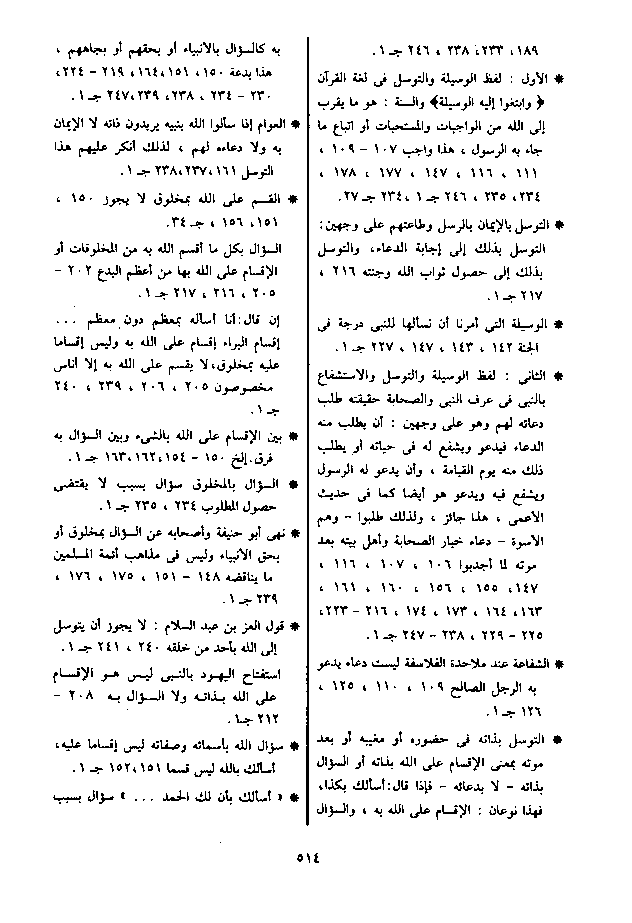 ١٨٩، ٢٣٣، ٢٣٨ ، ٢٤٦ جـ ١.
* الأول : لفظ الوسيلة والتوسل فى لغة القرآن
﴿ وابتغوا إليه الوسيلة﴾ والسنة : هو ما يقرب
إلى الله من الواجبات والمستحبات أو اتباع ما
جاء به الرسول ، هذا واجب ١٠٧ – ١٠٩ ،
١١١ ، ١١٦ ، ١٤٧ ، ١٧٧ ، ١٧٨ ،
٢٣٤، ٢٣٥ ، ٢٤٦ جـ ١ ، ٢٣٤ جـ ٢٧.
* التوسل بالإيمان بالرسل وطاعتهم على وجهين:
التوسل بذلك إلى إجابة الدعاء، والتوسل
بذلك إلى حصول ثواب الله وجنته ٢١٦ ،
٢١٧ جـ ١.
* الوسيلة التى أمرنا أن نسألها للنبى درجة فى
الجنة ١٤٢ ، ١٤٣ ، ١٤٧ ، ٢٢٧ جـ ١.
* الثانى : لفظ الوسيلة والتوسل والاستشفاع
بالنبى فى عرف النبى والصحابة حقيقته طلب
دعائه لهم وهو على وجهين : أن يطلب منه
الدعاء فيدعو ويشفع له فى حياته أو يطلب
ذلك منه يوم القيامة ، وأن يدعو له الرسول
ويشفع فيه ويدعو هو أيضا كما فى حديث
الأعمى ، هذا جائز ، ولذلك طلبوا – وهم
الأسوة – دعاء خيار الصحابة وأهل بيته بعد
موته لما أجدبوا ١٠٦ ، ١٠٧ ، ١١٦ ،
١٤٧، ١٥٥ ، ١٥٦ ، ١٦٠ ، ١٦١ ،
١٦٣، ١٦٤ ، ١٧٣ ، ١٧٤ ، ٢١٦ – ٢٢٣،
٢٢٥ – ٢٢٩ ، ٢٣٨ – ٢٤٧ جـ ١.
* الشفاعة عند ملاحدة الفلاسفة ليست دعاء يدعو
به الرجل الصالح ١٠٩ ، ١١٠ ، ١٢٥ ،
١٢٦ جـ ١.
* التوسل بذاته فى حضوره أو مغيبه أو بعد
موته بمعنى الإقسام على الله بذاته أو السؤال
بذاته – لا بدعائه – فإذا قال:أسألك بكذا،
فهذا نوعان : الإقسام على الله به ، والسؤال
به كالسؤال بالأنبياء أو بحقهم أو بجاههم ،
هذا بدعة ١٥٠، ١٥١، ١٦٤، ٢١٩ – ٢٢٤،
٢٣٠ – ٢٣٤ ، ٢٣٨، ٢٣٩، ٢٤٧ جـ ١.
* العوام إذا سألوا الله بنبيه يريدون ذاته لا الإيمان
به ولا دعاءه لهم ، لذلك أنكر عليهم هذا
التوسل ١٦١ ،٢٣٧، ٢٣٨ جـ ١.
* القسم على الله بمخلوق لا يجوز ١٥٠ ،
١٥١، ١٥٦ ، جـ ٣٤.
السؤال بكل ما أقسم الله به من المخلوقات أو
الإقسام على الله بها من أعظم البدع ٢٠٢ –
٢٠٥ ، ٢١٦ ، ٢١٧ جـ ١.
إن قال:أنا أسأله بمعظم دون معظم ...
إقسام البراء إقسام على الله به وليس إقساما
عليه بمخلوق،لا يقسم على الله به إلا أناس
مخصوصون ٢٠٥ ، ٢٠٦ ، ٢٣٩ ، ٢٤٠
جـ ١.
* بين الإقسام على الله بالشىء وبين السؤال به
فرق.إلخ ١٥٠ – ١٥٤، ١٦٢، ١٦٣ جـ ١.
* السؤال بالمخلوق سؤال بسبب لا يقتضى
حصول المطلوب ٢٣٤ ، ٢٣٥ جـ ١.
* نهى أبو حنيفة وأصحابه عن السؤال بمخلوق أو
بحق الأنبياء وليس فى مذاهب أئمة المسلمين
ما يناقضه ١٤٨ – ١٥١ ، ١٧٥ ، ١٧٦ ،
٢٣٩ جـ ١.
* قول العز بن عبد السلام : لا يجوز أن يتوسل
إلى الله بأحد من خلقه ٢٤٠ ، ٢٤١ جـ ١.
استفتاح اليهود بالنبى ليس هو الإقسام
على الله بذاته ولا السؤال به ٢٠٨ –
٢١٢ جـ١.
* سؤال الله بأسمائه وصفاته ليس إقساما عليه،
أسألك بالله ليس قسما ١٥١، ١٥٢ جـ ١.
* « أسألك بأن لك الحمد ... » سؤال بسبب
٥١٤